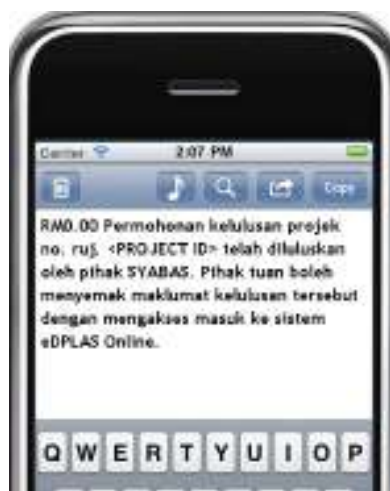 Carrier 2:07 PM
Copy
RM0.00 Permohonan kelulusan projek
no. ruj. <PROJECT ID> telah diluluskan
oleh pihak SYABAS. Pihak tuan boleh
menyemak maklumat kelulusan tersebut
dengan mengakses masuk ke sistem
eDPLAS Online.
Q W E R T Y U I O P